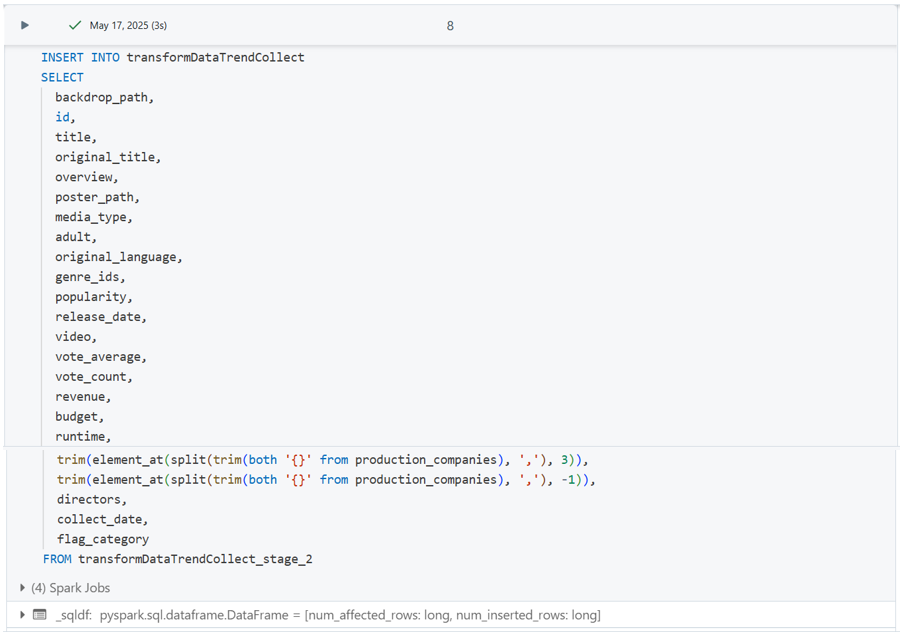 May 17, 2025 (3s) 8
INSERT INTO transformDataTrendCollect
SELECT
backdrop_path,
id,
title,
original_title,
overview,
poster_path,
media_type,
adult,
original_language,
genre_ids,
popularity,
release_date,
video,
vote_average,
vote_count,
revenue,
budget,
runtime,
trim(element_at(split(trim(both '{}' from production_companies), ','), 3)),
trim(element_at(split(trim(both '{}' from production_companies), ','), -1)),
directors,
collect_date,
flag_category
FROM transformDataTrendCollect_stage_2
(4) Spark Jobs
_sqldf: pyspark.sql.dataframe.DataFrame = [num_affected_rows: long, num_inserted_rows: long]